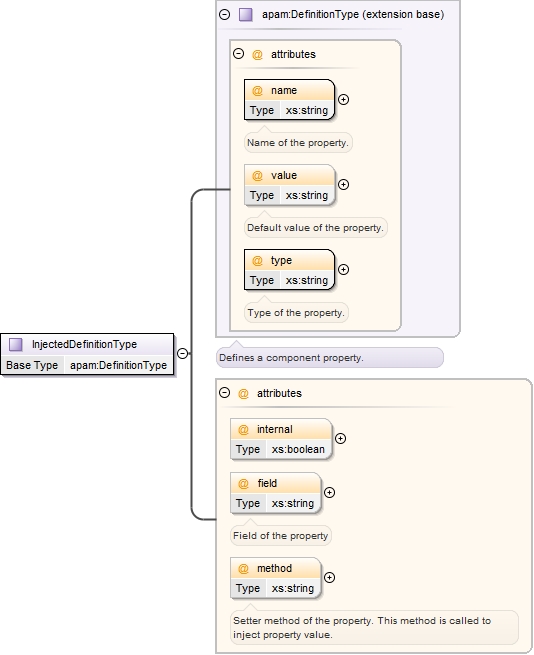 apam:DefinitionType (extension base)
@ attributes
@ name
Type xs:string
Name of the property.
@ value
Type xs:string
Default value of the property.
@ type
Type xs:string
Type of the property.
InjectedDefinitionType
Base Type apam:DefinitionType
Defines a component property.
@ attributes
@ internal
Type xs:boolean
@ field
Type xs:string
Field of the property
@ method
Type xs:string
Setter method of the property. This method is called to
inject property value.